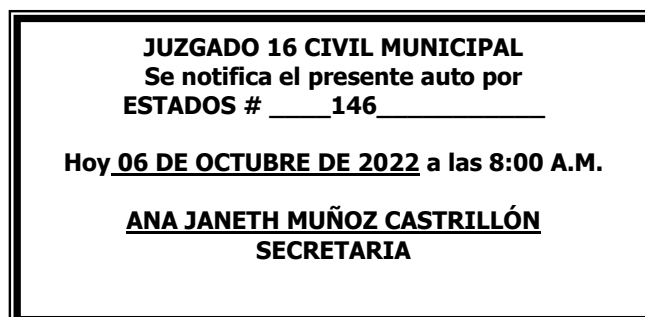 JUZGADO 16 CIVIL MUNICIPAL
Se notifica el presente auto por
ESTADOS # _____146______________
Hoy 06 DE OCTUBRE DE 2022 a las 8:00 A.M.
ANA JANETH MUÑOZ CASTRILLÓN
SECRETARIA